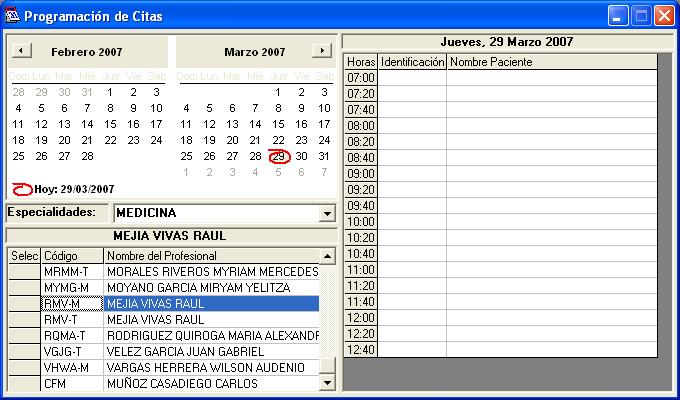 Programación de Citas
Febrero 2007
Dom Lun Mar Mié Jue Vie Sáb
28 29 30 31 1 2 3
4 5 6 7 8 9 10
11 12 13 14 15 16 17
18 19 20 21 22 23 24
25 26 27 28
Marzo 2007
Dom Lun Mar Mié Jue Vie Sáb
1 2 3
4 5 6 7 8 9 10
11 12 13 14 15 16 17
18 19 20 21 22 23 24
25 26 27 28 29 30 31
1 2 3 4 5 6 7
Hoy: 29/03/2007
Especialidades: MEDICINA
MEJIA VIVAS RAUL
Selec Código Nombre del Profesional
MRMM-T MORALES RIVEROS MYRIAM MERCEDES
MYMG-M MOYANO GARCIA MIRYAM YELITZA
RMV-M MEJIA VIVAS RAUL
RMV-T MEJIA VIVAS RAUL
RQMA-T RODRIGUEZ QUIROGA MARIA ALEXANDR
VGJG-T VELEZ GARCIA JUAN GABRIEL
VHWA-M VARGAS HERRERA WILSON AUDENIO
CFM MUÑOZ CASADIEGO CARLOS
Jueves, 29 Marzo 2007
Horas Identificación Nombre Paciente
07:00
07:20
07:40
08:00
08:20
08:40
09:00
09:20
09:40
10:00
10:20
10:40
11:00
11:20
11:40
12:00
12:20
12:40